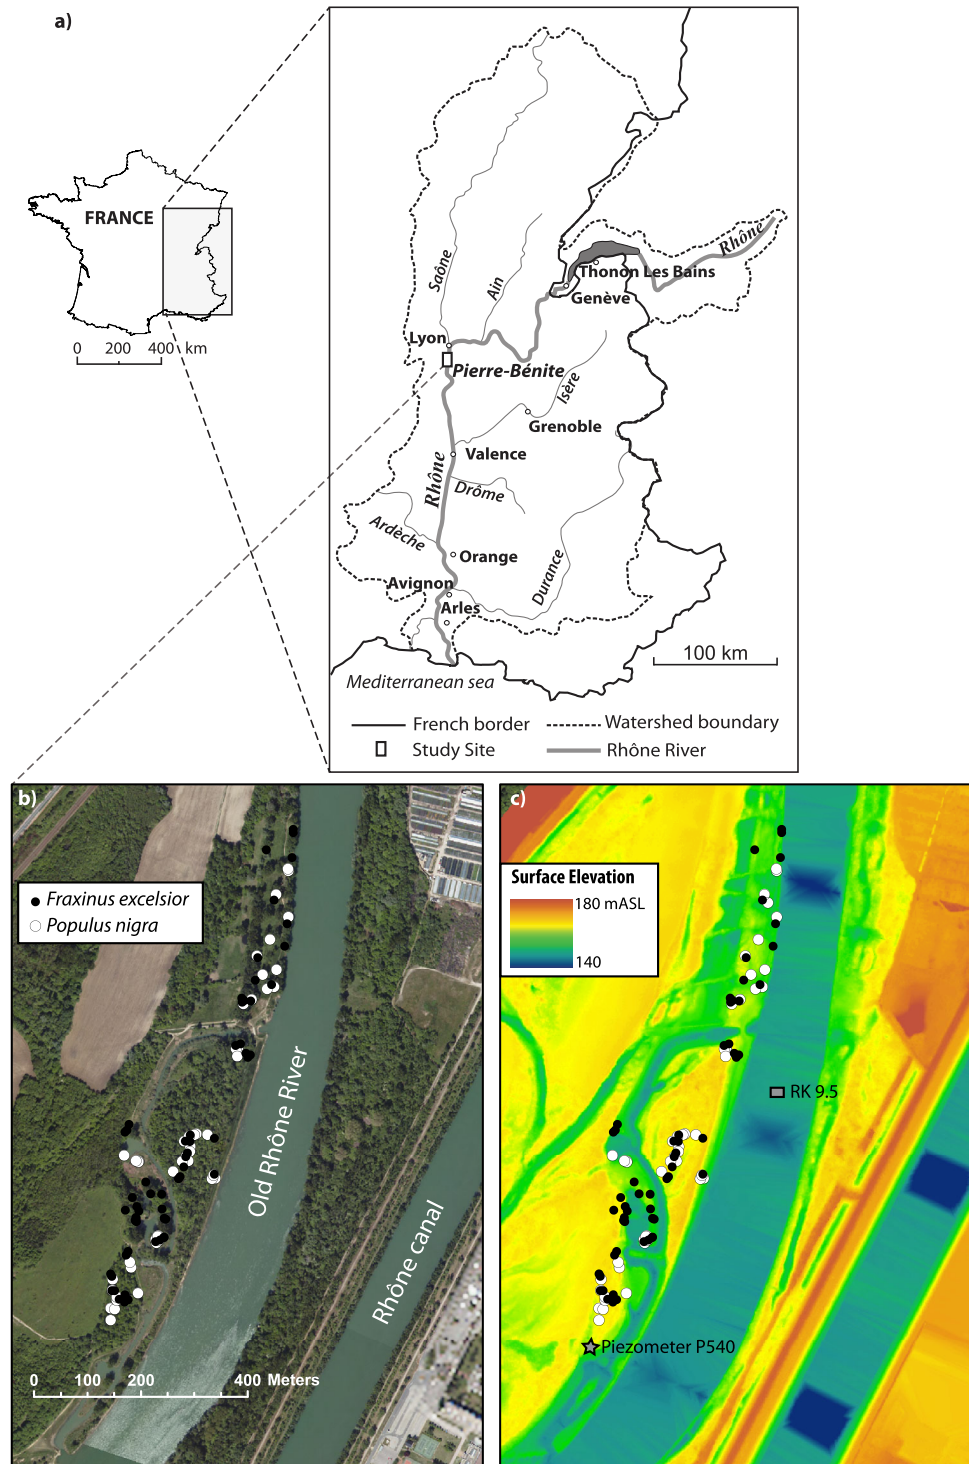 a)
FRANCE
0 200 400 km
Saône
Ain
Rhône
Thonon Les Bains
Genève
Lyon
Pierre-Bénite
Isère
Grenoble
Valence
Rhône
Drôme
Ardèche
Orange
Durance
Avignon
Arles
100 km
Mediterranean sea
French border
Watershed boundary
Study Site
Rhône River
b)
Fraxinus excelsior
Populus nigra
Old Rhône River
Rhône canal
0 100 200 400 Meters
c)
Surface Elevation
180 mASL
140
RK 9.5
Piezometer P540